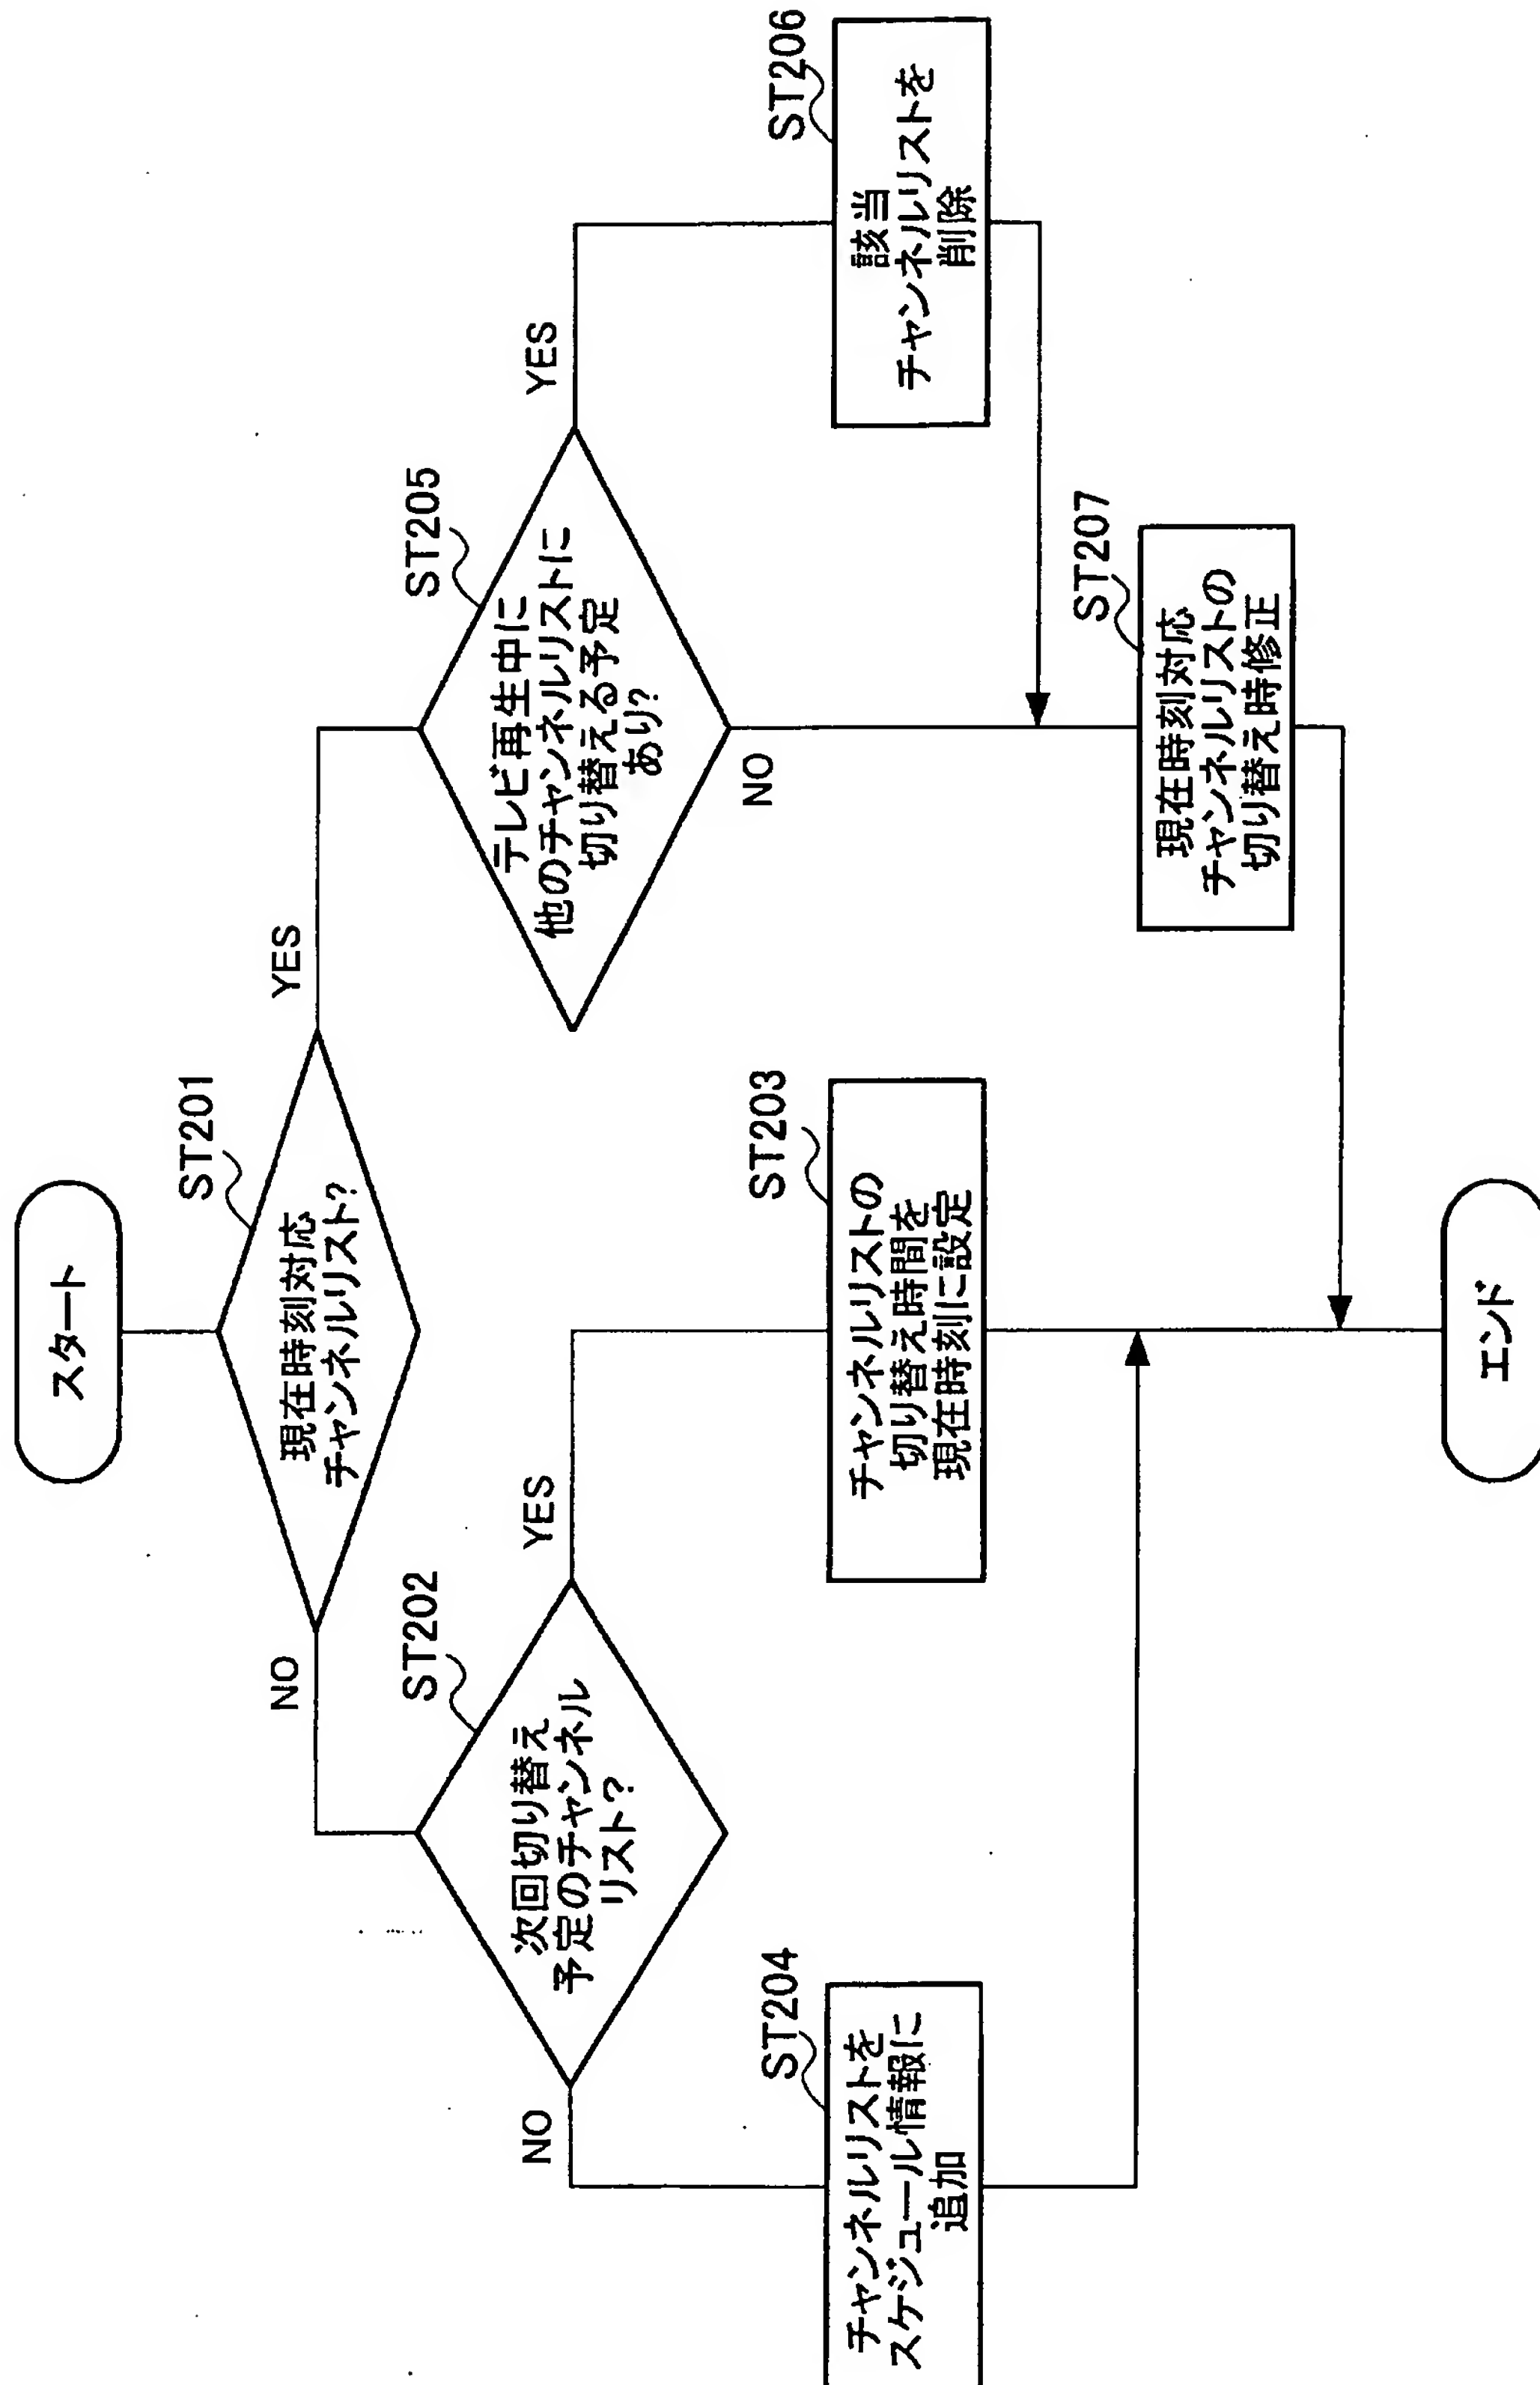 スタート
ST201
現在時刻対応
チャンネルリスト?
NO
YES
ST202
次回切り替え
予定のチャンネル
リスト?
NO
YES
ST205
テレビ再生中に
他のチャンネルリストに
切り替える予定
あり?
YES
NO
ST204
チャンネルリストを
スケジュール情報に
追加
ST203
チャンネルリストの
切り替え時間を
現在時刻に設定
ST206
該当
チャンネルリストを
削除
ST207
現在時刻対応
チャンネルリストの
切り替え時修正
エンド